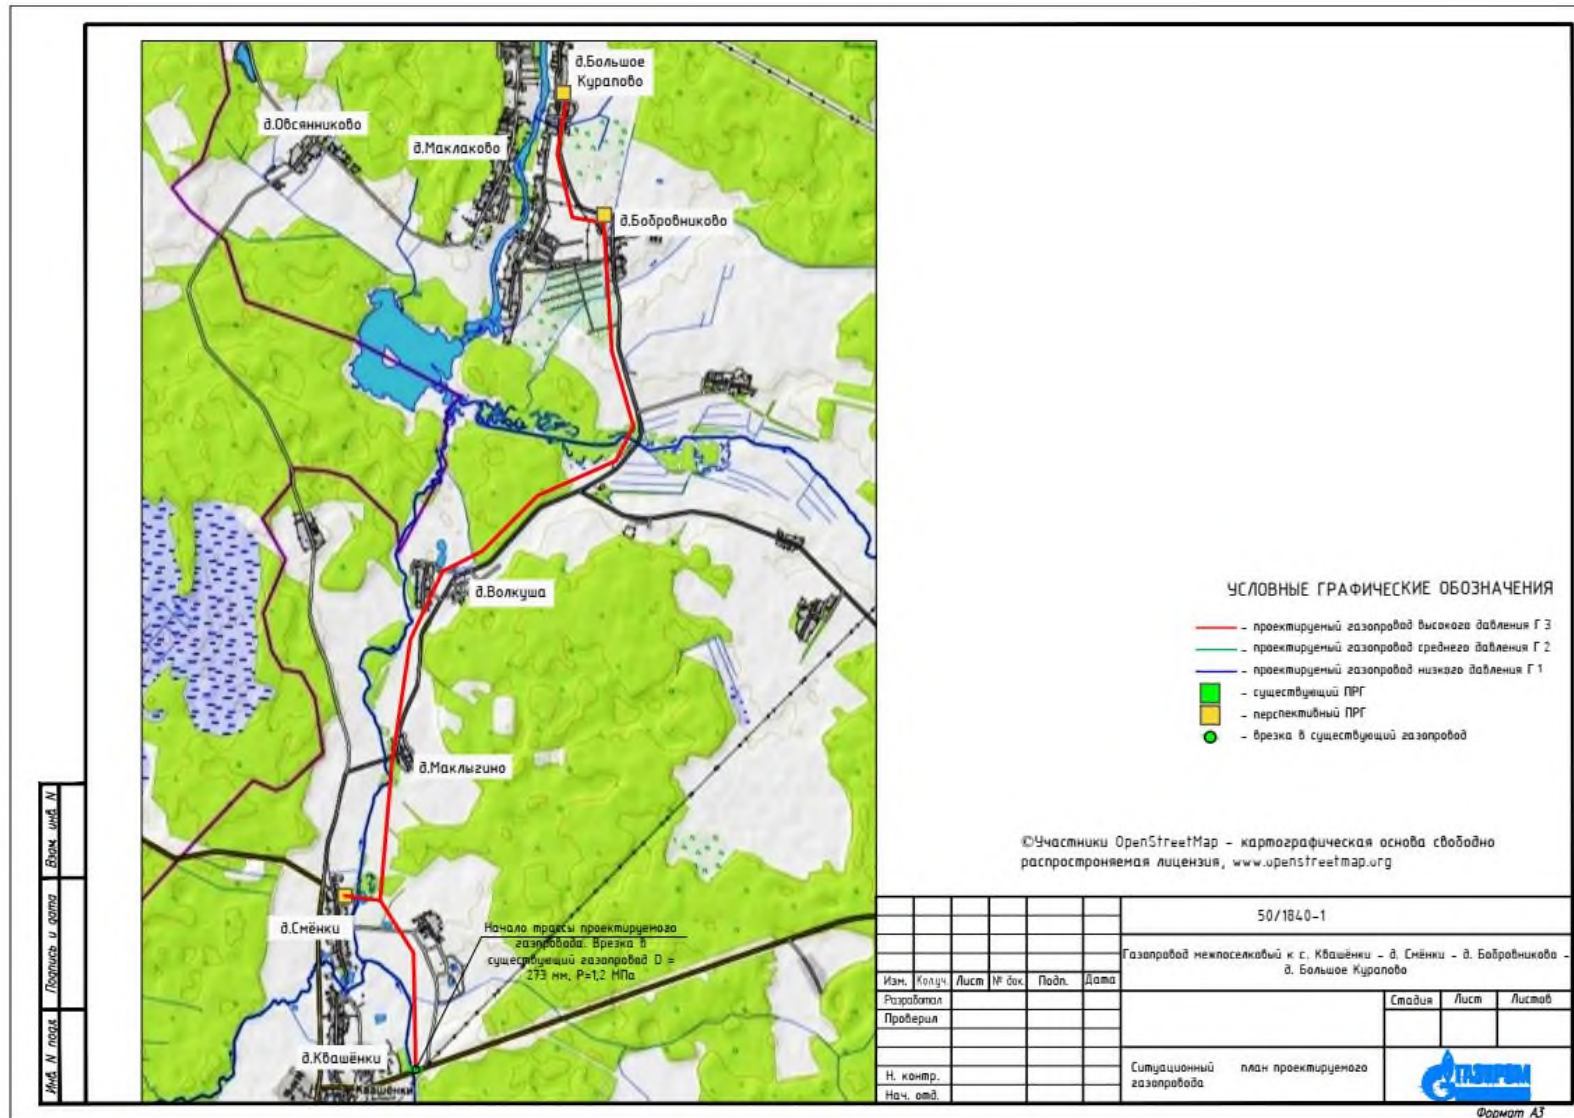 д.Большое
Курапово
д.Овсянниково
д.Маклаково
д.Бобровниково
д.Волкуша
д.Маклыгино
д.Смёнки
Начало трассы проектируемого
газпровода. Врезка в
существующий газопровод D =
273 мм, P=1,2 МПа
д.Квашёнки
Квашёнки
УСЛОВНЫЕ ГРАФИЧЕСКИЕ ОБОЗНАЧЕНИЯ
- проектируемый газопровод высокого давления Г 3
- проектируемый газопровод среднего давления Г 2
- проектируемый газопровод низкого давления Г 1
- существующий ПРГ
- перспективный ПРГ
- врезка в существующий газопровод
©Участники OpenStreetMap - картографическая основа свободно
распространяемая лицензия, www.openstreetmap.org
50/1840-1
Газопровод межпоселковый к с. Квашёнки - д. Смёнки - д. Бобровниково -
д. Большое Курапово
Изм. Кол.уч. Лист № док. Подп. Дата
Разработал
Проверил
Н. контр.
Нач. отд.
Стадия Лист Листов
Ситуационный план проектируемого
газопровода
ГАЗПРОМ
Формат А3
Взам. инв. N
Подпись и дата
Инв. N подл.